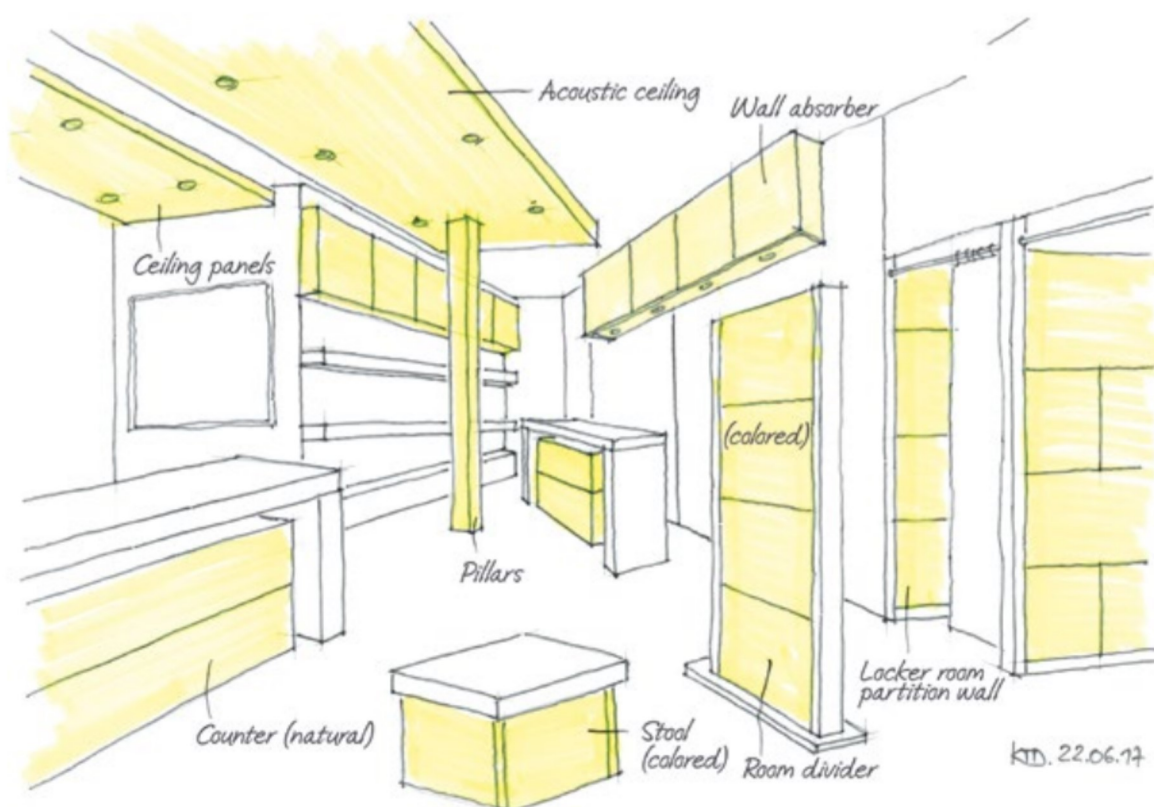 Acoustic ceiling
Wall absorber
Ceiling panels
(colored)
Pillars
Locker room
partition wall
Counter (natural)
Stool
(colored)
Room divider
KTD. 22.06.17